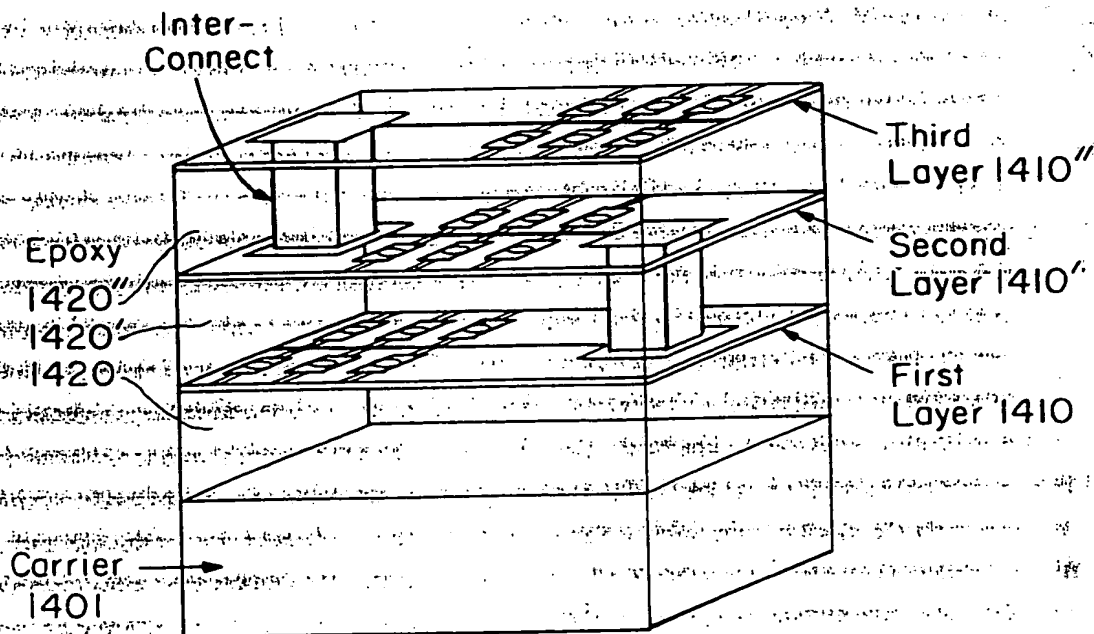 Inter-
Connect
Third
Layer 1410"
Epoxy
1420"
1420'
1420
Second
Layer 1410'
First
Layer 1410
Carrier
1401